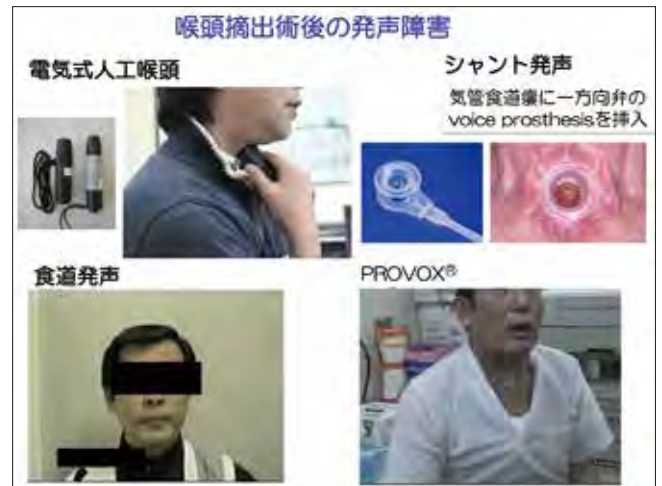 喉頭摘出術後の発声障害
電気式人工喉頭
シャント発声
気管食道瘻に一方向弁の
voice prosthesisを挿入
食道発声
PROVOX®